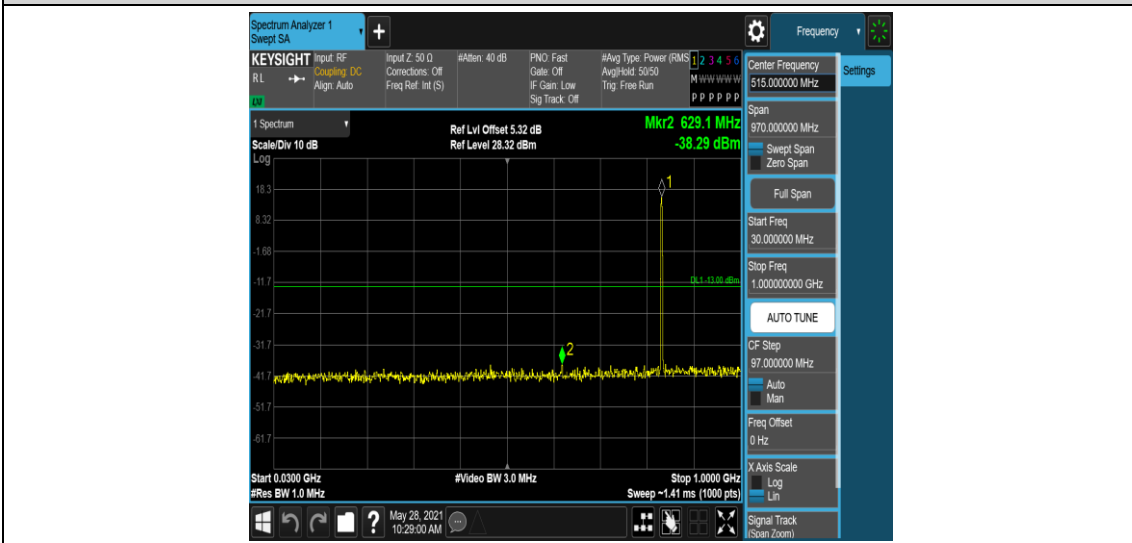 Spectrum Analyzer 1
Swept SA
+
Frequency
KEYSIGHT
RL
LXI
Input: RF
Coupling: DC
Align: Auto
Input Z: 50 Ω
Corrections: Off
Freq Ref: Int (S)
#Atten: 40 dB
PNO: Fast
Gate: Off
IF Gain: Low
Sig Track: Off
#Avg Type: Power (RMS
Avg|Hold: 50/50
Trig: Free Run
1 2 3 4 5 6
M W W W W W
P P P P P P
Center Frequency
515.000000 MHz
Settings
Span
970.000000 MHz
Swept Span
Zero Span
Full Span
Start Freq
30.000000 MHz
Stop Freq
1.000000000 GHz
AUTO TUNE
CF Step
97.000000 MHz
Auto
Man
Freq Offset
0 Hz
X Axis Scale
Log
Lin
Signal Track
(Span Zoom)
1 Spectrum
Scale/Div 10 dB
Log
Ref Lvl Offset 5.32 dB
Ref Level 28.32 dBm
Mkr2 629.1 MHz
-38.29 dBm
18.3
8.32
-1.68
-11.7
-21.7
-31.7
-41.7
-51.7
-61.7
1
DL1 -13.00 dBm
2
Start 0.0300 GHz
#Res BW 1.0 MHz
#Video BW 3.0 MHz
Stop 1.0000 GHz
Sweep ~1.41 ms (1000 pts)
?
May 28, 2021
10:29:00 AM